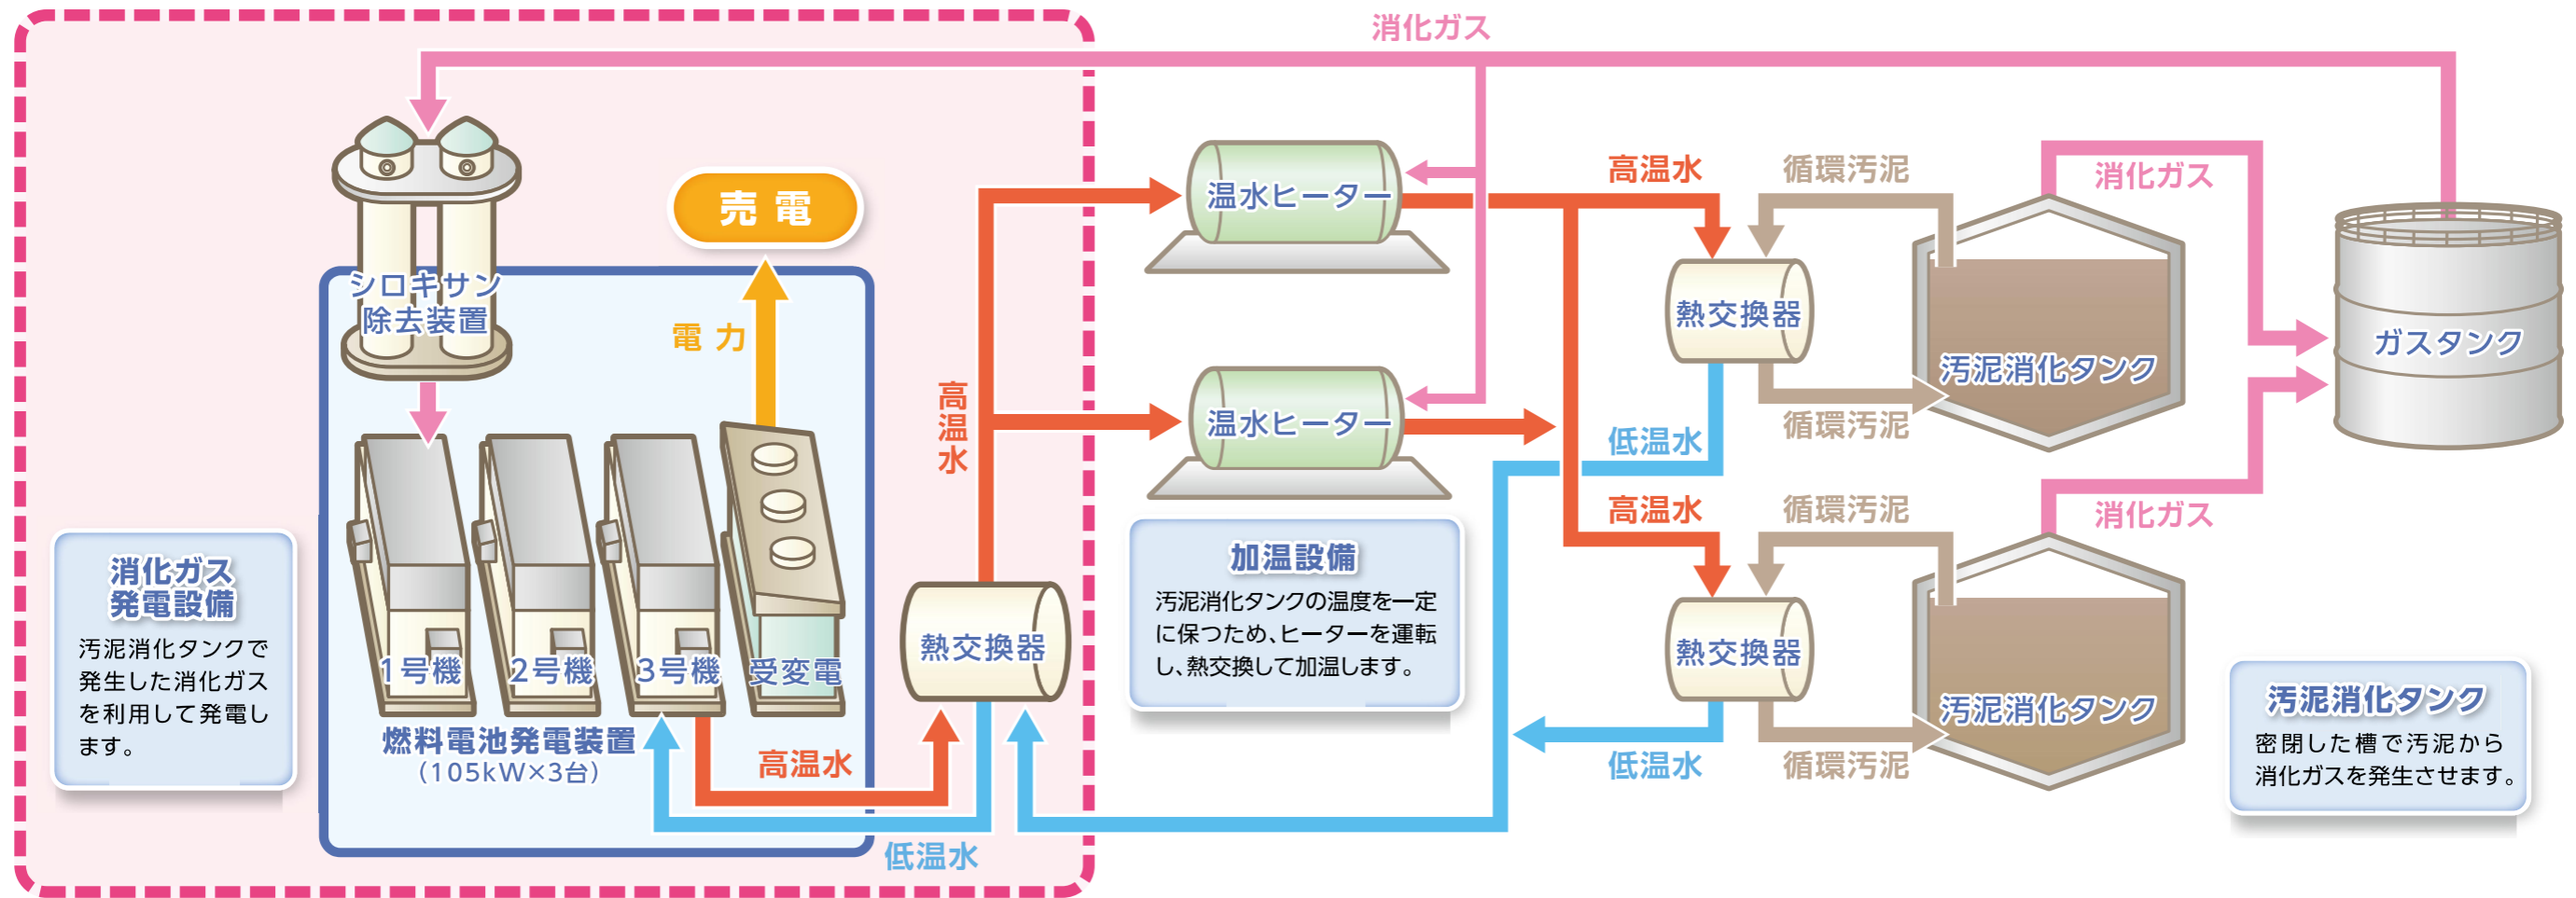 消化ガス
売 電
電 力
シロキサン
除去装置
消化ガス
発電設備
汚泥消化タンクで
発生した消化ガス
を利用して発電し
ます。
1号機
2号機
3号機
受変電
燃料電池発電装置
(105kW×3台)
高温水
低温水
熱交換器
高温水
温水ヒーター
温水ヒーター
加温設備
汚泥消化タンクの温度を一定
に保つため、ヒーターを運転
し、熱交換して加温します。
高温水
循環汚泥
熱交換器
低温水
循環汚泥
汚泥消化タンク
消化ガス
ガスタンク
高温水
循環汚泥
熱交換器
低温水
循環汚泥
汚泥消化タンク
消化ガス
汚泥消化タンク
密閉した槽で汚泥から
消化ガスを発生させます。